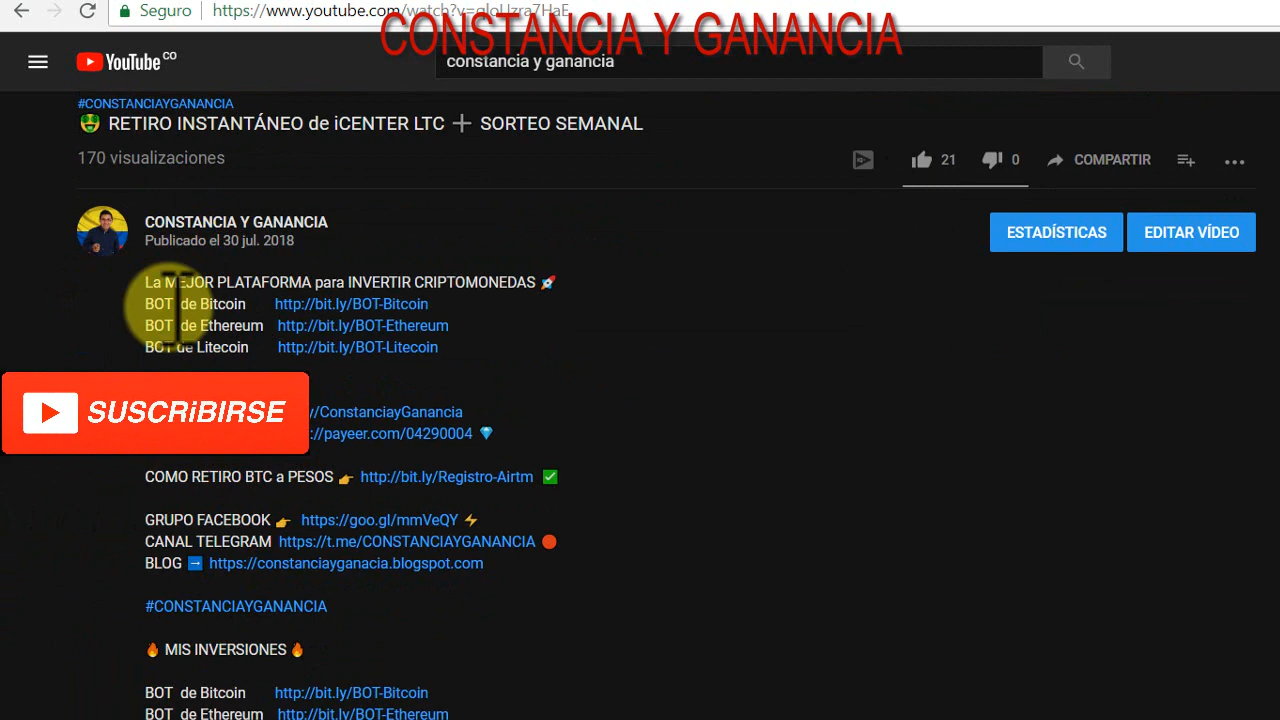 Seguro https://www.youtube.com/watch?v=
CONSTANCIA Y GANANCIA
YouTube CO
constancia y ganancia
#CONSTANCIAYGANANCIA
RETIRO INSTANTÁNEO de iCENTER LTC ➕ SORTEO SEMANAL
170 visualizaciones
21 0 COMPARTIR
CONSTANCIA Y GANANCIA
Publicado el 30 jul. 2018
ESTADÍSTICAS EDITAR VÍDEO
La MEJOR PLATAFORMA para INVERTIR CRIPTOMONEDAS 🚀
BOT de Bitcoin http://bit.ly/BOT-Bitcoin
BOT de Ethereum http://bit.ly/BOT-Ethereum
BOT de Litecoin http://bit.ly/BOT-Litecoin
SUSCRiBIRSE
/ConstanciayGanancia
://payeer.com/04290004 💎
COMO RETIRO BTC a PESOS 👉 http://bit.ly/Registro-Airtm ✅
GRUPO FACEBOOK 👉 https://goo.gl/mmVeQY ⚡
CANAL TELEGRAM https://t.me/CONSTANCIAYGANANCIA 🔴
BLOG ➡ https://constanciayganacia.blogspot.com
#CONSTANCIAYGANANCIA
🔥 MIS INVERSIONES 🔥
BOT de Bitcoin http://bit.ly/BOT-Bitcoin
BOT de Ethereum http://bit.ly/BOT-Ethereum